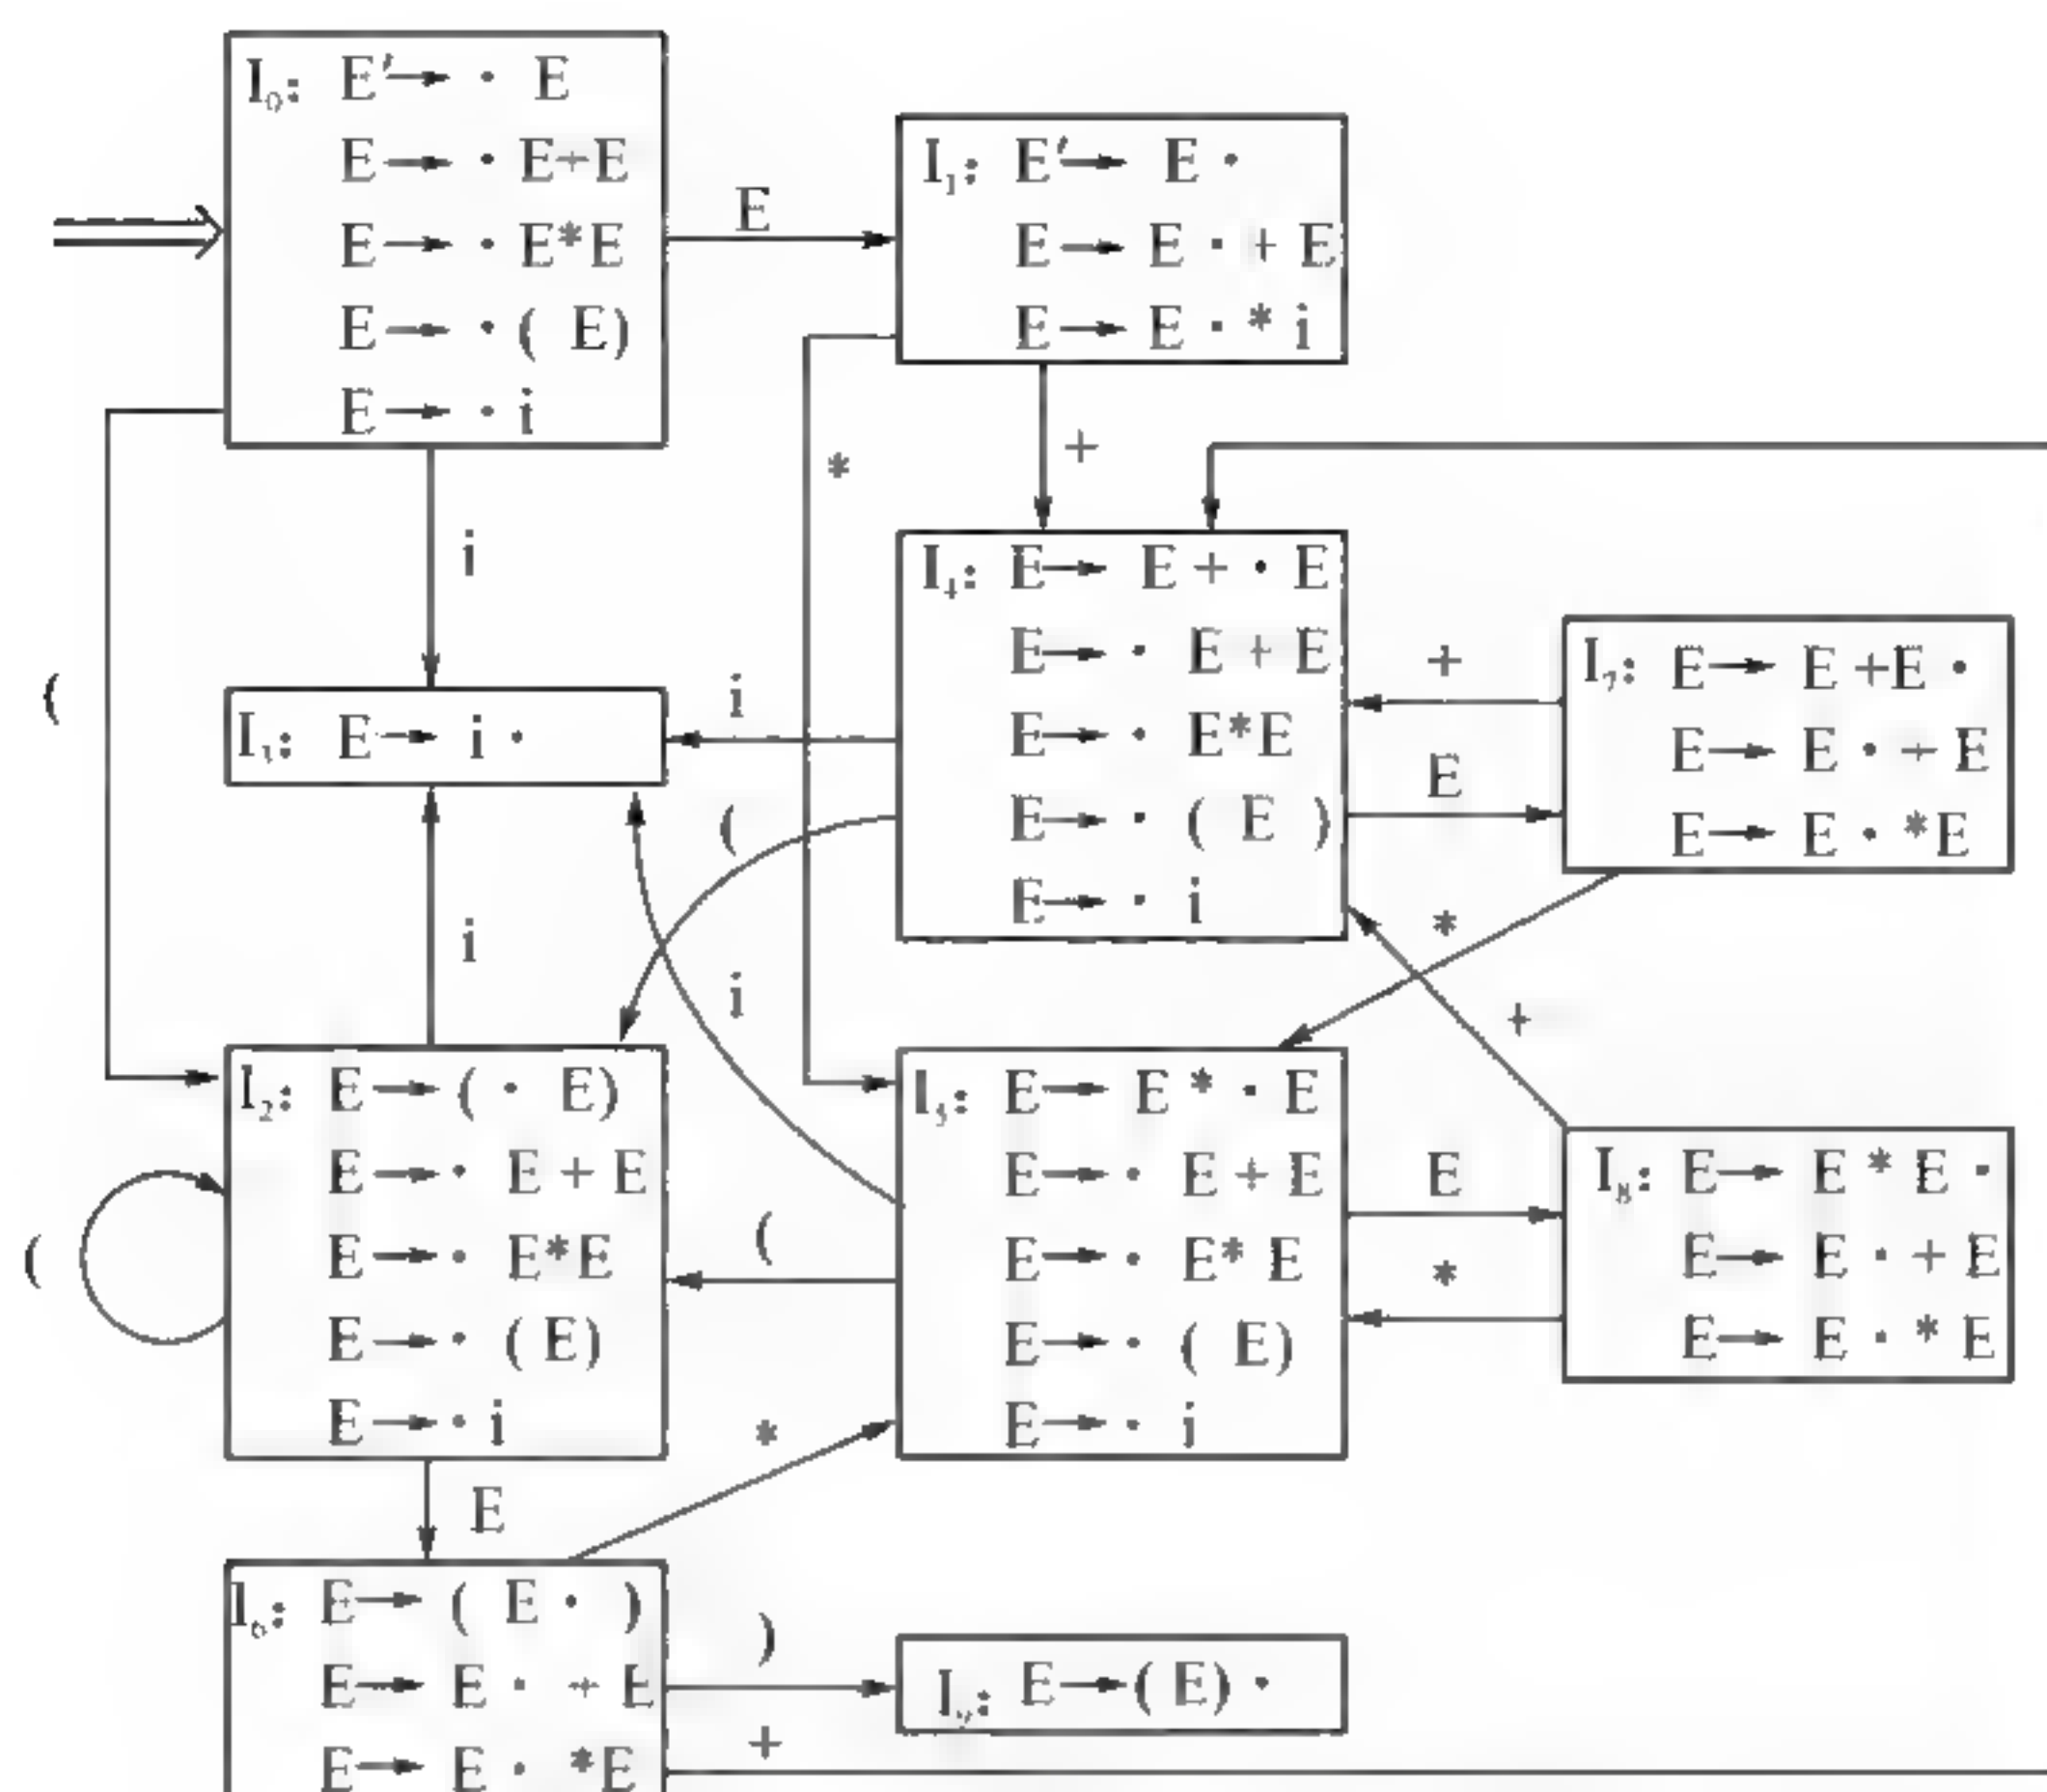 I₀: E′→ · E
E → · E+E
E → · E*E
E → · ( E)
E → · i
E
I₁: E′→ E ·
E → E · + E
E → E · * i
(
i
*
+
I₃: E → i ·
i
I₄: E → E + · E
E → · E + E
E → · E*E
E → · ( E )
E → · i
+
E
I₇: E → E +E ·
E → E · + E
E → E · *E
i
(
i
*
+
I₂: E → ( · E)
E → · E + E
E → · E*E
E → · ( E)
E → · i
(
(
I₅: E → E * · E
E → · E + E
E → · E* E
E → · ( E)
E → · i
E
*
I₈: E → E * E ·
E → E · + E
E → E · * E
E
*
I₆: E → ( E · )
E → E · + E
E → E · *E
)
+
I₉: E → ( E) ·